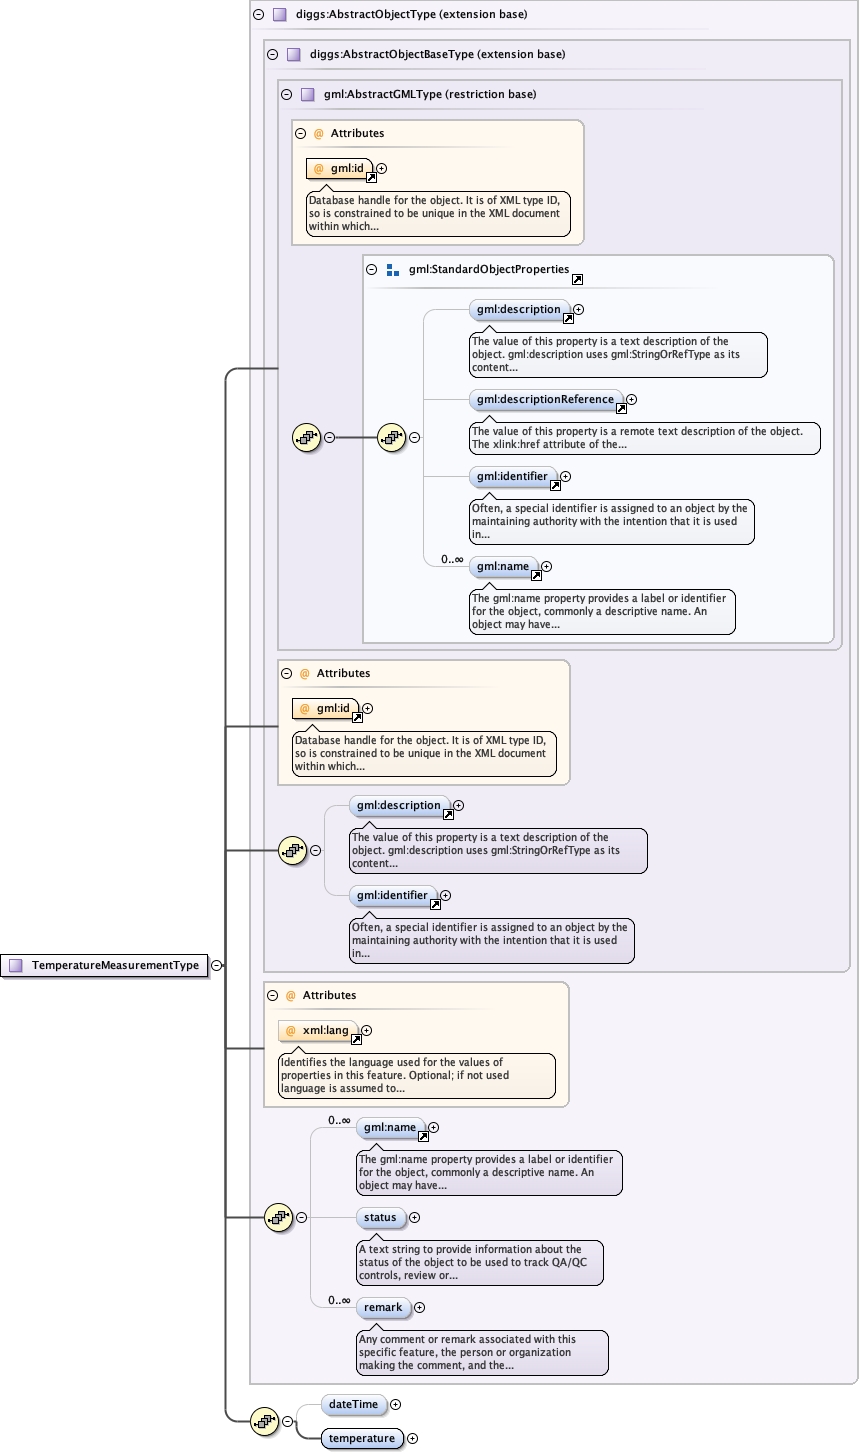 diggs:AbstractObjectType (extension base)
diggs:AbstractObjectBaseType (extension base)
gml:AbstractGMLType (restriction base)
@ Attributes
@ gml:id
Database handle for the object. It is of XML type ID,
so is constrained to be unique in the XML document
within which...
gml:StandardObjectProperties
gml:description
The value of this property is a text description of the
object. gml:description uses gml:StringOrRefType as its
content...
gml:descriptionReference
The value of this property is a remote text description of the object.
The xlink:href attribute of the...
gml:identifier
Often, a special identifier is assigned to an object by the
maintaining authority with the intention that it is used
in...
0..∞
gml:name
The gml:name property provides a label or identifier
for the object, commonly a descriptive name. An
object may have...
@ Attributes
@ gml:id
Database handle for the object. It is of XML type ID,
so is constrained to be unique in the XML document
within which...
gml:description
The value of this property is a text description of the
object. gml:description uses gml:StringOrRefType as its
content...
gml:identifier
Often, a special identifier is assigned to an object by the
maintaining authority with the intention that it is used
in...
TemperatureMeasurementType
@ Attributes
@ xml:lang
Identifies the language used for the values of
properties in this feature. Optional; if not used
language is assumed to...
0..∞
gml:name
The gml:name property provides a label or identifier
for the object, commonly a descriptive name. An
object may have...
status
A text string to provide information about the
status of the object to be used to track QA/QC
controls, review or...
0..∞
remark
Any comment or remark associated with this
specific feature, the person or organization
making the comment, and the...
dateTime
temperature